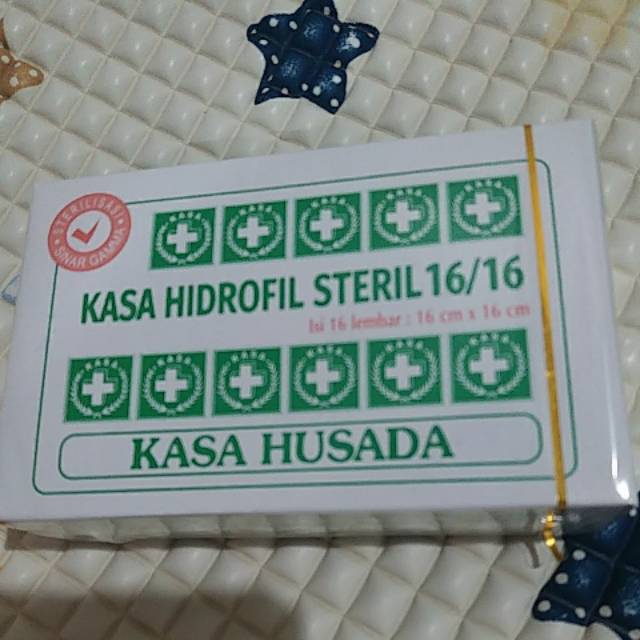 STERILISASI
SINAR GAMMA
KASA HIDROFIL STERIL 16/16
Isi 16 lembar : 16 cm x 16 cm
KASA HUSADA